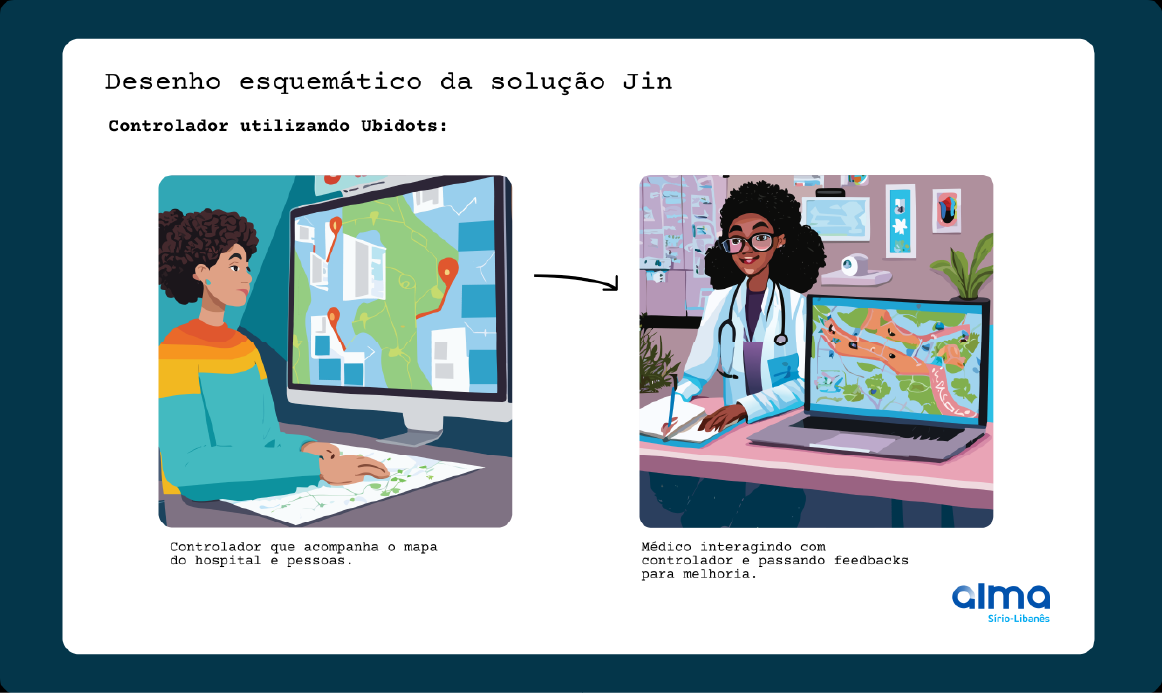 Desenho esquemático da solução Jin
Controlador utilizando Ubidots:
Controlador que acompanha o mapa
do hospital e pessoas.
Médico interagindo com
controlador e passando feedbacks
para melhoria.
alma
Sírio-Libanês